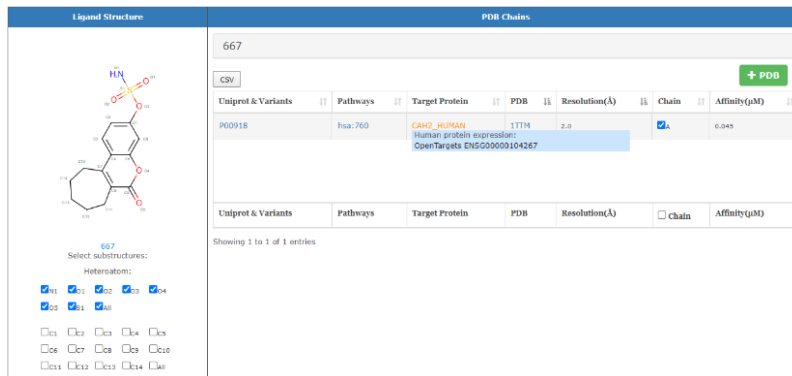 Ligand Structure
PDB Chains
667
CSV
+ PDB
Uniprot & Variants Pathways Target Protein PDB Resolution(Å) Chain Affinity(μM)
P00918 hsa:760 CAH2_HUMAN 1TTM 2.0 A 0.045
Human protein expression:
OpenTargets ENSG00000104267
Uniprot & Variants Pathways Target Protein PDB Resolution(Å) Chain Affinity(μM)
Showing 1 to 1 of 1 entries
H₂N
S
O
O
O
O
O
667
Select substructures:
Heteroatom:
N1 O1 O2 O3 O4
O5 S1 All
C1 C2 C3 C4 C5
C6 C7 C8 C9 C10
C11 C12 C13 C14 All